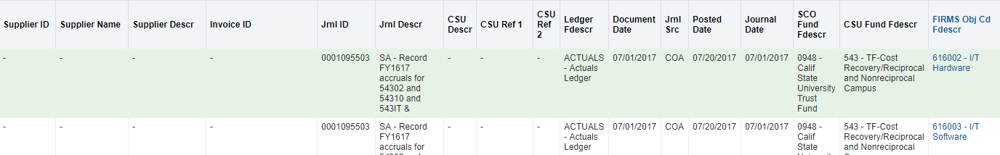 Supplier ID Supplier Name Supplier Descr Invoice ID Jrnl ID Jrnl Descr CSU Descr CSU Ref 1 CSU Ref 2 Ledger Fdescr Document Date Jrnl Src Posted Date Journal Date SCO Fund Fdescr CSU Fund Fdescr FIRMS Obj Cd Fdescr
- - - - 0001095503 SA - Record FY1617 accruals for 54302 and 54310 and 543IT & - - - ACTUALS - Actuals Ledger 07/01/2017 COA 07/20/2017 07/01/2017 0948 - Calif State University Trust Fund 543 - TF-Cost Recovery/Reciprocal and Nonreciprocal Campus 616002 - I/T Hardware
- - - - 0001095503 SA - Record FY1617 accruals for - - - ACTUALS - Actuals Ledger 07/01/2017 COA 07/20/2017 07/01/2017 0948 - Calif State 543 - TF-Cost Recovery/Reciprocal and Nonreciprocal 616003 - I/T Software